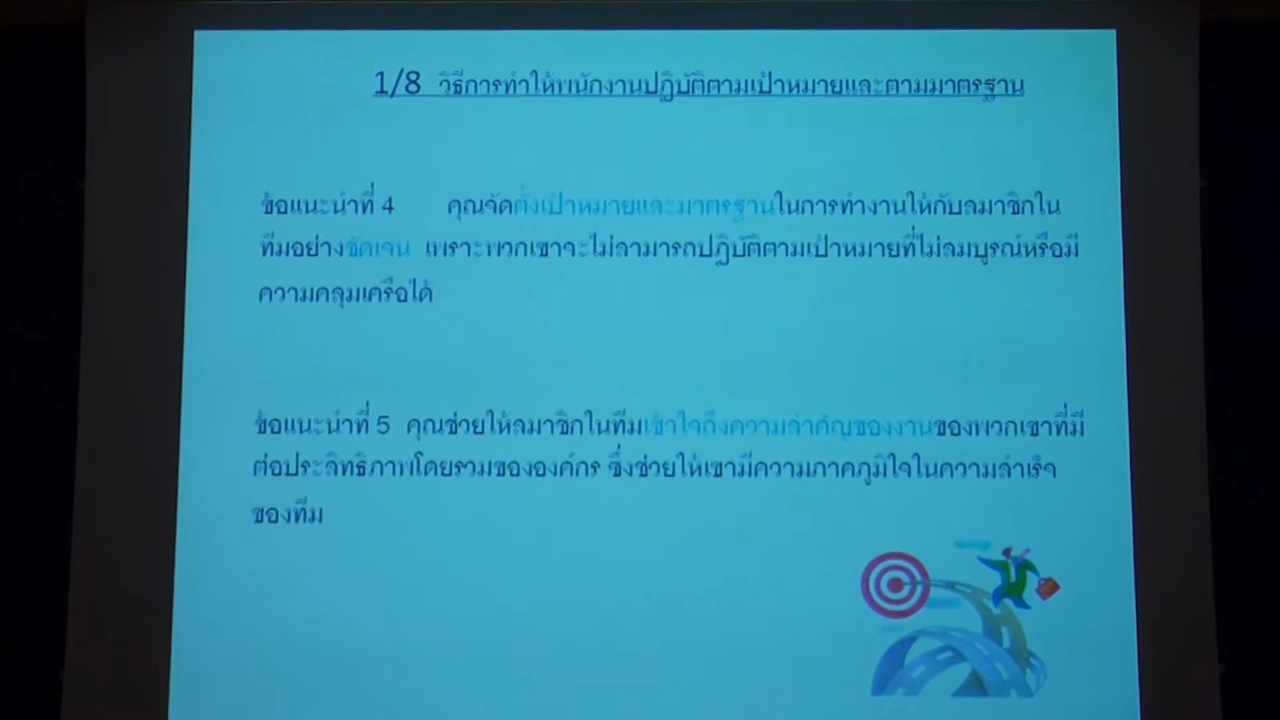 1/8 วิธีการทำให้พนักงานปฏิบัติตามเป้าหมายและตามมาตรฐาน
ข้อแนะนำที่ 4 คุณจัดตั้งเป้าหมายและมาตรฐานในการทำงานให้กับสมาชิกใน
ทีมอย่างชัดเจน เพราะพวกเขาจะไม่สามารถปฏิบัติตามเป้าหมายที่ไม่สมบูรณ์หรือมี
ความคลุมเครือได้
ข้อแนะนำที่ 5 คุณช่วยให้สมาชิกในทีมเข้าใจถึงความสำคัญของงานของพวกเขาที่มี
ต่อประสิทธิภาพโดยรวมขององค์กร ซึ่งช่วยให้เขามีความภาคภูมิใจในความสำเร็จ
ของทีม